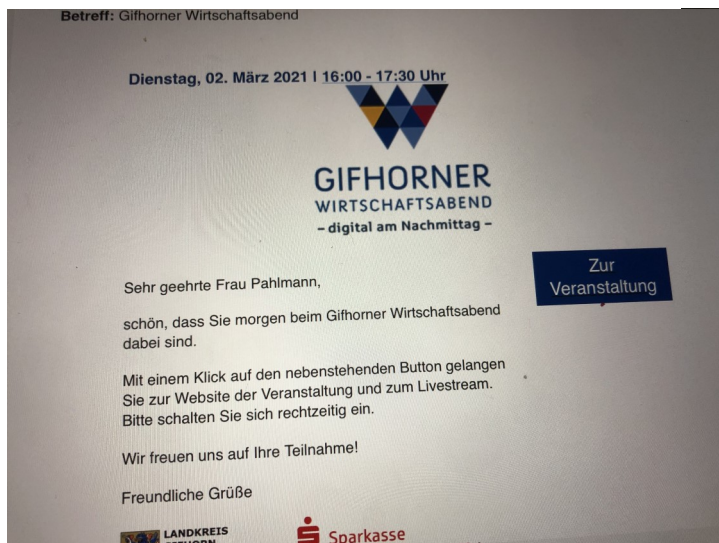 Betreff: Gifhorner Wirtschaftsabend
Dienstag, 02. März 2021 I 16:00 - 17:30 Uhr
GIFHORNER
WIRTSCHAFTSABEND
– digital am Nachmittag –
Zur
Veranstaltung
Sehr geehrte Frau Pahlmann,
schön, dass Sie morgen beim Gifhorner Wirtschaftsabend
dabei sind.
Mit einem Klick auf den nebenstehenden Button gelangen
Sie zur Website der Veranstaltung und zum Livestream.
Bitte schalten Sie sich rechtzeitig ein.
Wir freuen uns auf Ihre Teilnahme!
Freundliche Grüße
LANDKREIS
GIFHORN
Sparkasse